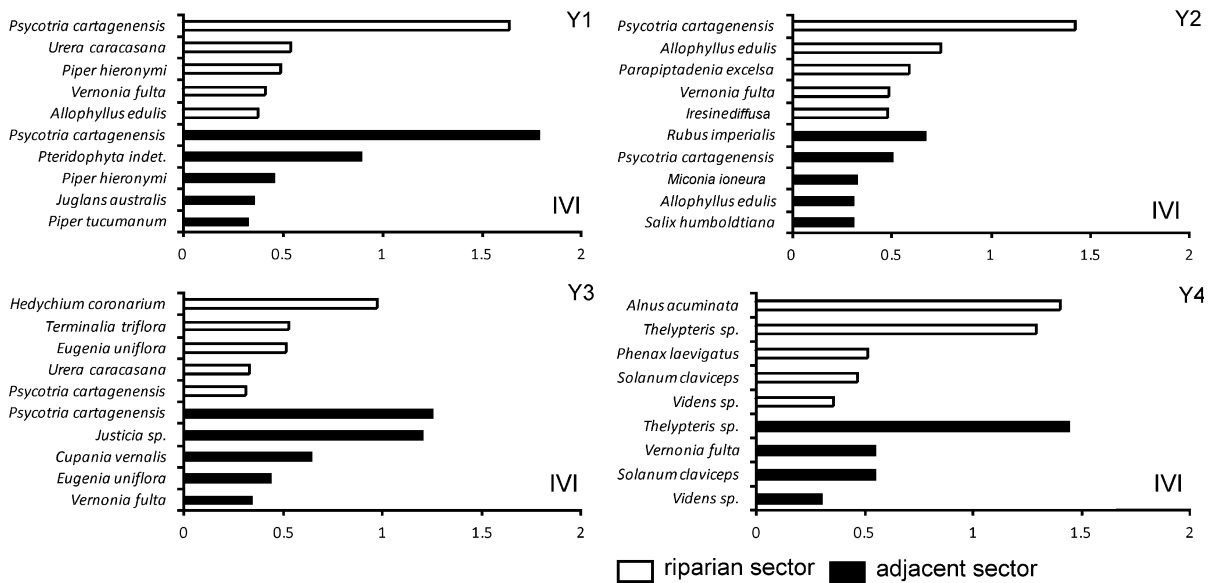 Y1
Psycotria cartagenensis
Urera caracasana
Piper hieronymi
Vernonia fulta
Allophyllus edulis
Psycotria cartagenensis
Pteridophyta indet.
Piper hieronymi
Juglans australis
Piper tucumanum
IVI
0 0.5 1 1.5 2
Y2
Psycotria cartagenensis
Allophyllus edulis
Parapiptadenia excelsa
Vernonia fulta
Iresinediffusa
Rubus imperialis
Psycotria cartagenensis
Miconia ioneura
Allophyllus edulis
Salix humboldtiana
IVI
0 0.5 1 1.5 2
Y3
Hedychium coronarium
Terminalia triflora
Eugenia uniflora
Urera caracasana
Psycotria cartagenensis
Psycotria cartagenensis
Justicia sp.
Cupania vernalis
Eugenia uniflora
Vernonia fulta
IVI
0 0.5 1 1.5 2
Y4
Alnus acuminata
Thelypteris sp.
Phenax laevigatus
Solanum claviceps
Videns sp.
Thelypteris sp.
Vernonia fulta
Solanum claviceps
Videns sp.
IVI
0 0.5 1 1.5 2
riparian sector adjacent sector